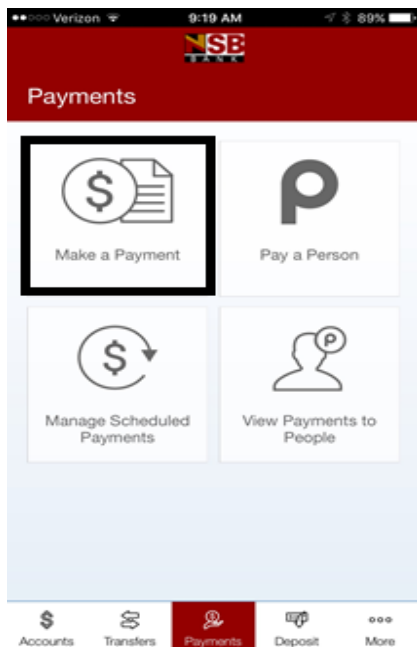 Verizon 9:19 AM 89%
NSB
BANK
Payments
Make a Payment
Pay a Person
Manage Scheduled
Payments
View Payments to
People
Accounts Transfers Payments Deposit More